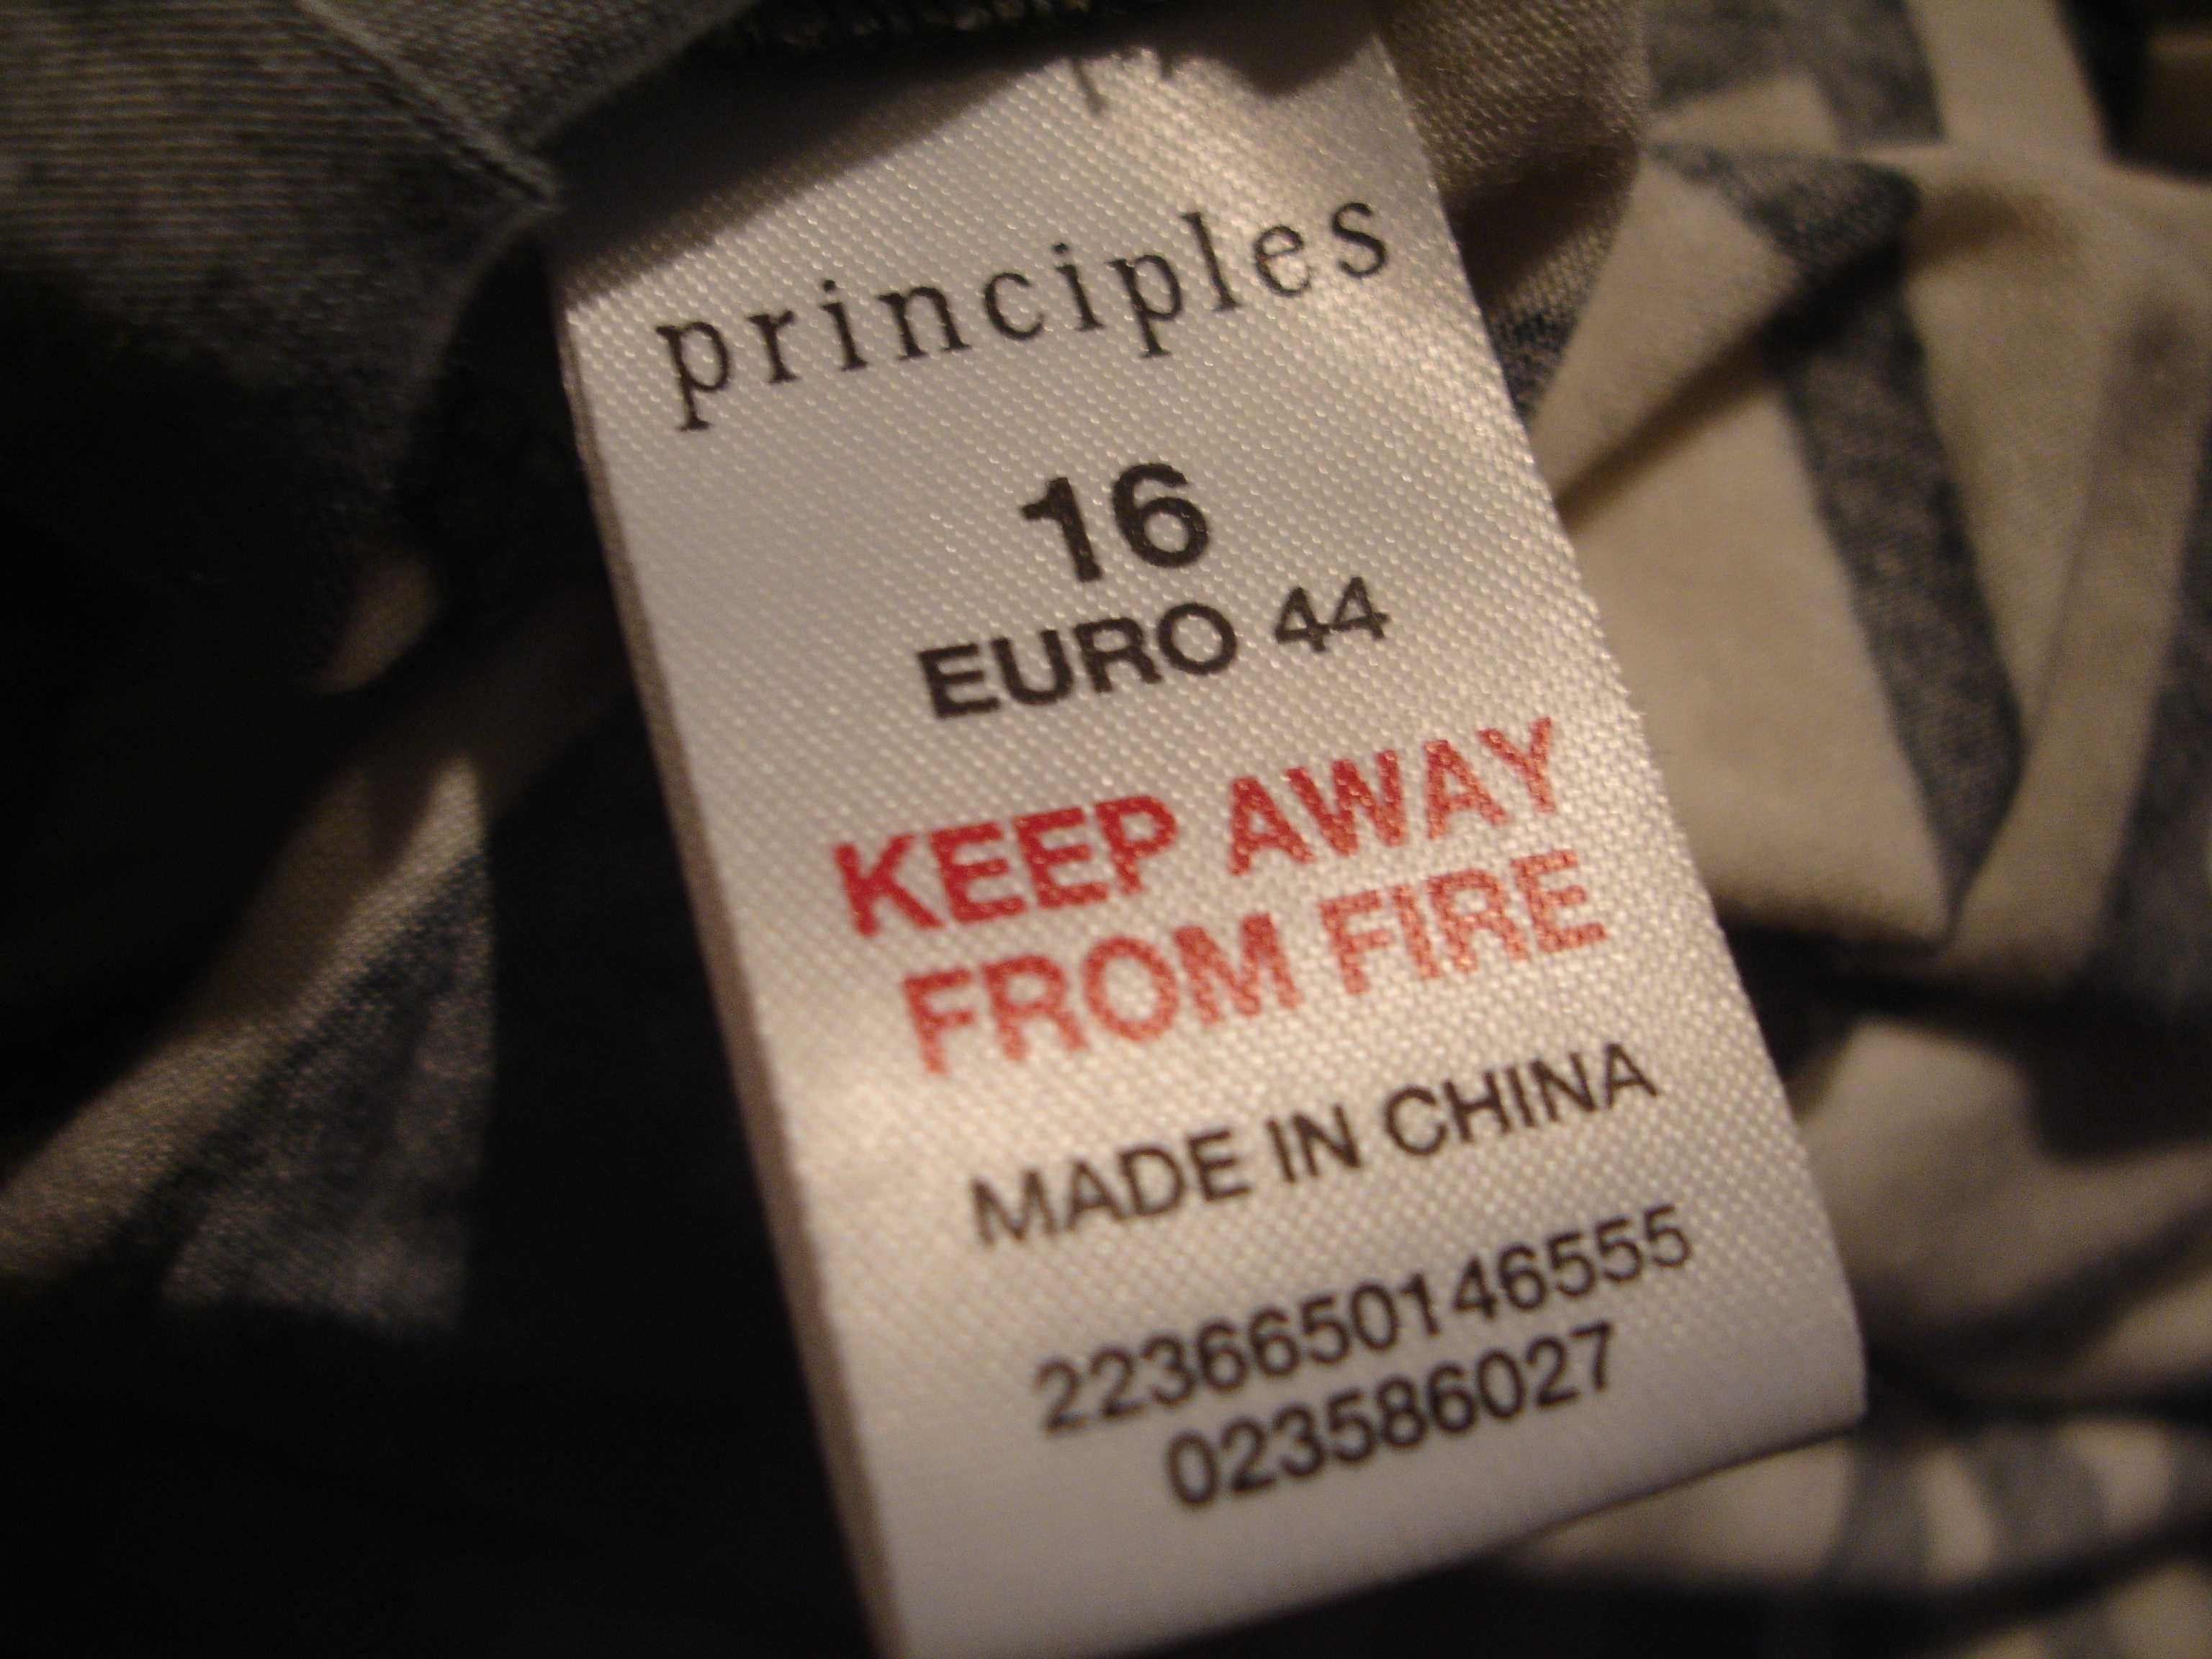 principles
16
EURO 44
KEEP AWAY
FROM FIRE
MADE IN CHINA
2236650146555
023586027